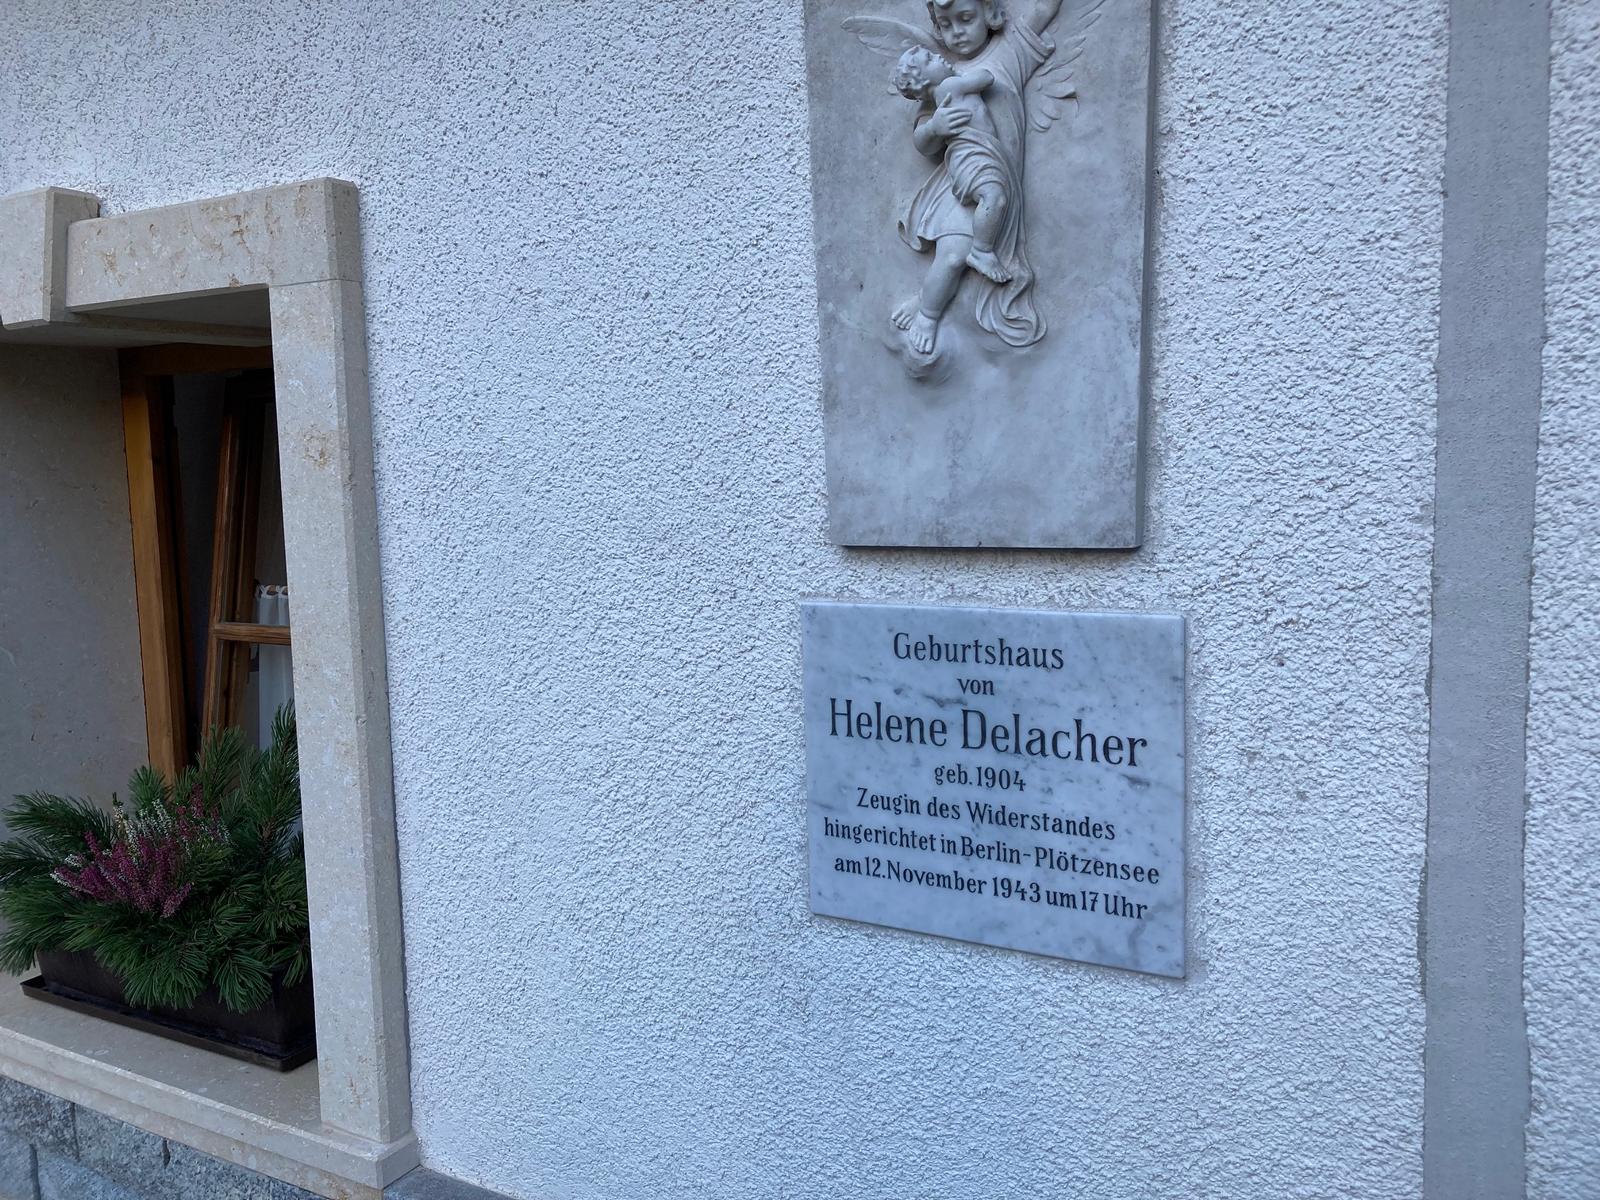 Geburtshaus
von
Helene Delacher
geb. 1904
Zeugin des Widerstandes
hingerichtet in Berlin-Plötzensee
am 12. November 1943 um 17 Uhr